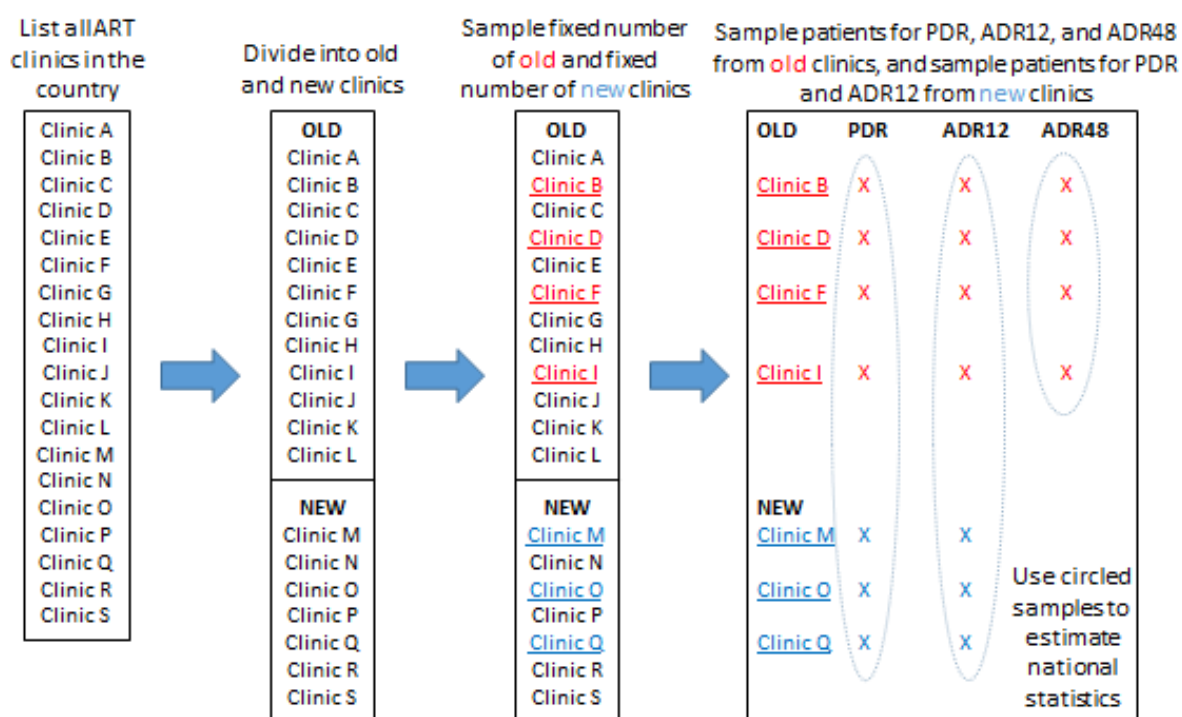 List all ART
clinics in the
country
Clinic A
Clinic B
Clinic C
Clinic D
Clinic E
Clinic F
Clinic G
Clinic H
Clinic I
Clinic J
Clinic K
Clinic L
Clinic M
Clinic N
Clinic O
Clinic P
Clinic Q
Clinic R
Clinic S
Divide into old
and new clinics
OLD
Clinic A
Clinic B
Clinic C
Clinic D
Clinic E
Clinic F
Clinic G
Clinic H
Clinic I
Clinic J
Clinic K
Clinic L
NEW
Clinic M
Clinic N
Clinic O
Clinic P
Clinic Q
Clinic R
Clinic S
Sample fixed number
of old and fixed
number of new clinics
OLD
Clinic A
Clinic B
Clinic C
Clinic D
Clinic E
Clinic F
Clinic G
Clinic H
Clinic I
Clinic J
Clinic K
Clinic L
NEW
Clinic M
Clinic N
Clinic O
Clinic P
Clinic Q
Clinic R
Clinic S
Sample patients for PDR, ADR12, and ADR48
from old clinics, and sample patients for PDR
and ADR12 from new clinics
OLD PDR ADR12 ADR48
Clinic B X X X
Clinic D X X X
Clinic F X X X
Clinic I X X X
NEW
Clinic M X X
Clinic O X X
Clinic Q X X
Use circled
samples to
estimate
national
statistics